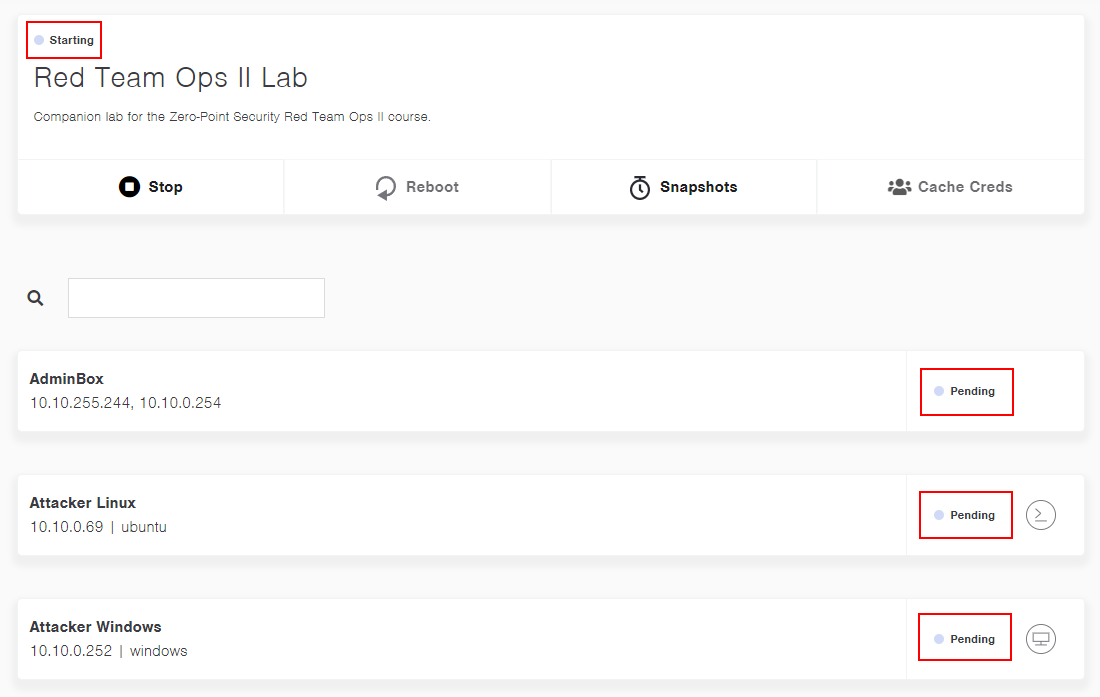 Starting
Red Team Ops II Lab
Companion lab for the Zero-Point Security Red Team Ops II course.
Stop
Reboot
Snapshots
Cache Creds
AdminBox
10.10.255.244, 10.10.0.254
Pending
Attacker Linux
10.10.0.69 | ubuntu
Pending
Attacker Windows
10.10.0.252 | windows
Pending